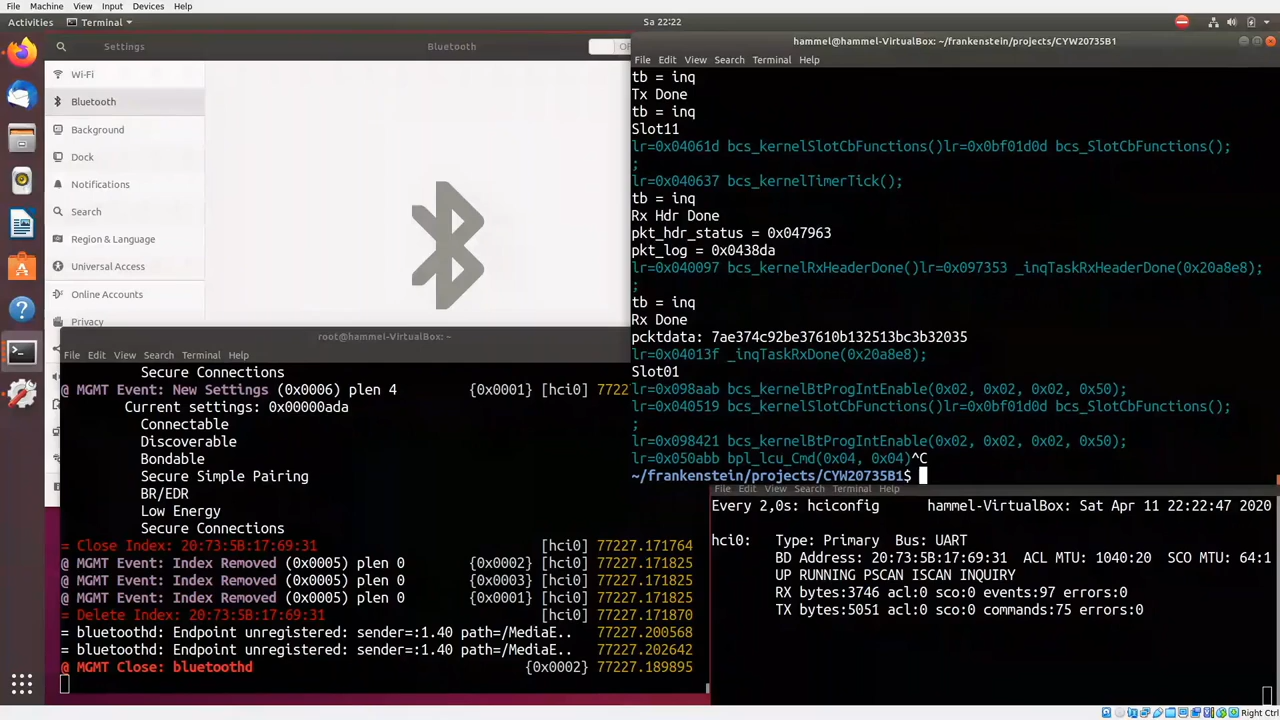 File Machine View Input Devices Help
Activities Terminal Sa 22:22
Settings Bluetooth
Wi-Fi
Bluetooth
Background
Dock
Notifications
Search
Region & Language
Universal Access
Online Accounts
Privacy
hammel@hammel-VirtualBox: ~/frankenstein/projects/CYW20735B1
File Edit View Search Terminal Help
tb = inq
Tx Done
tb = inq
Slot11
lr=0x04061d bcs_kernelSlotCbFunctions()lr=0x0bf01d0d bcs_SlotCbFunctions();
;
lr=0x040637 bcs_kernelTimerTick();
tb = inq
Rx Hdr Done
pkt_hdr_status = 0x047963
pkt_log = 0x0438da
lr=0x040097 bcs_kernelRxHeaderDone()lr=0x097353 _inqTaskRxHeaderDone(0x20a8e8);
;
tb = inq
Rx Done
pcktdata: 7ae374c92be37610b132513bc3b32035
lr=0x04013f _inqTaskRxDone(0x20a8e8);
Slot01
lr=0x098aab bcs_kernelBtProgIntEnable(0x02, 0x02, 0x02, 0x50);
lr=0x040519 bcs_kernelSlotCbFunctions()lr=0x0bf01d0d bcs_SlotCbFunctions();
;
lr=0x098421 bcs_kernelBtProgIntEnable(0x02, 0x02, 0x02, 0x50);
lr=0x050abb bpl_lcu_Cmd(0x04, 0x04)^C
~/frankenstein/projects/CYW20735B1$
root@hammel-VirtualBox: ~
File Edit View Search Terminal Help
Secure Connections
@ MGMT Event: New Settings (0x0006) plen 4 {0x0001} [hci0] 7722
Current settings: 0x00000ada
Connectable
Discoverable
Bondable
Secure Simple Pairing
BR/EDR
Low Energy
Secure Connections
= Close Index: 20:73:5B:17:69:31 [hci0] 77227.171764
@ MGMT Event: Index Removed (0x0005) plen 0 {0x0002} [hci0] 77227.171825
@ MGMT Event: Index Removed (0x0005) plen 0 {0x0003} [hci0] 77227.171825
@ MGMT Event: Index Removed (0x0005) plen 0 {0x0001} [hci0] 77227.171825
= Delete Index: 20:73:5B:17:69:31 [hci0] 77227.171870
= bluetoothd: Endpoint unregistered: sender=:1.40 path=/MediaE.. 77227.200568
= bluetoothd: Endpoint unregistered: sender=:1.40 path=/MediaE.. 77227.202642
@ MGMT Close: bluetoothd {0x0002} 77227.189895
File Edit View Search Terminal Help
Every 2,0s: hciconfig hammel-VirtualBox: Sat Apr 11 22:22:47 2020
hci0: Type: Primary Bus: UART
BD Address: 20:73:5B:17:69:31 ACL MTU: 1040:20 SCO MTU: 64:1
UP RUNNING PSCAN ISCAN INQUIRY
RX bytes:3746 acl:0 sco:0 events:97 errors:0
TX bytes:5051 acl:0 sco:0 commands:75 errors:0
Right Ctrl